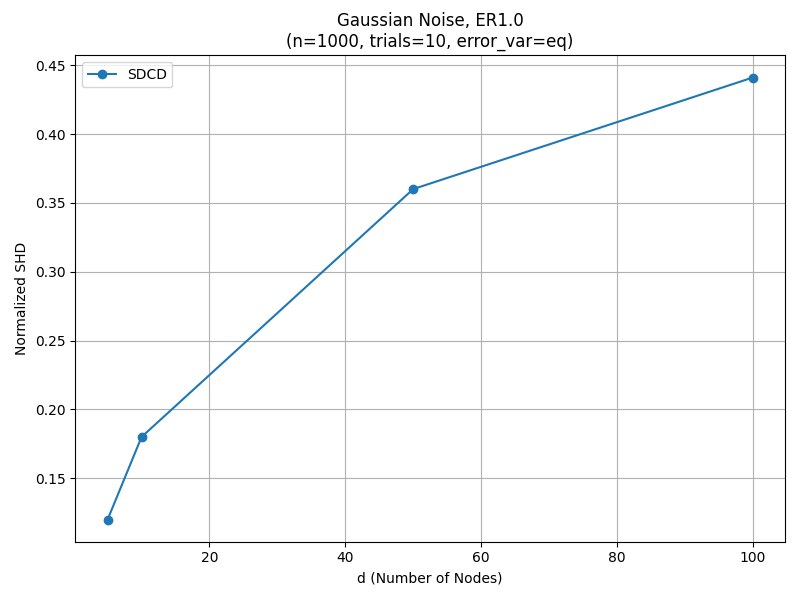 Gaussian Noise, ER1.0
(n=1000, trials=10, error_var=eq)
SDCD
0.45
0.40
0.35
0.30
0.25
0.20
0.15
Normalized SHD
20 40 60 80 100
d (Number of Nodes)